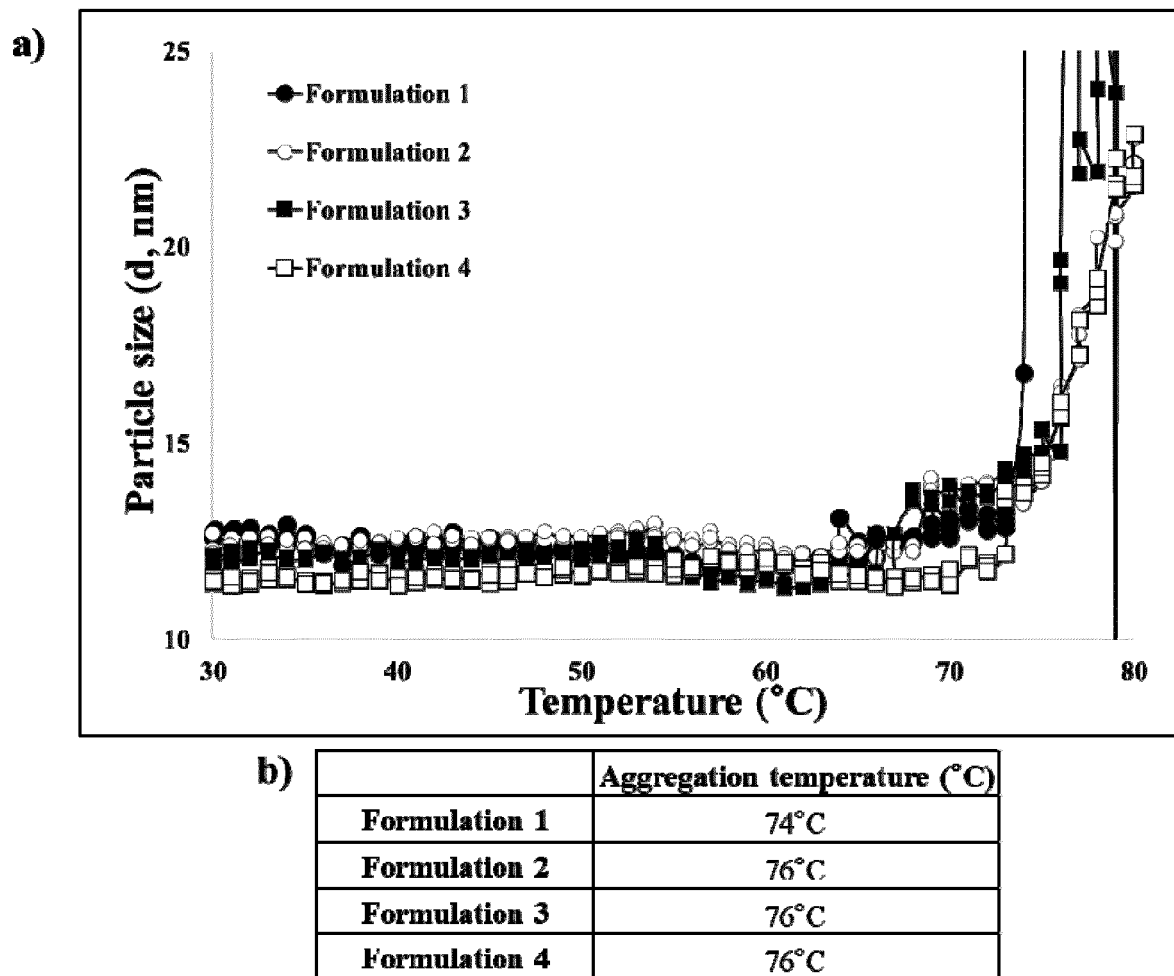 a)
25
20
15
10
Particle size (d, nm)
Formulation 1
Formulation 2
Formulation 3
Formulation 4
30 40 50 60 70 80
Temperature (°C)
b)
Aggregation temperature (°C)
Formulation 1 74°C
Formulation 2 76°C
Formulation 3 76°C
Formulation 4 76°C